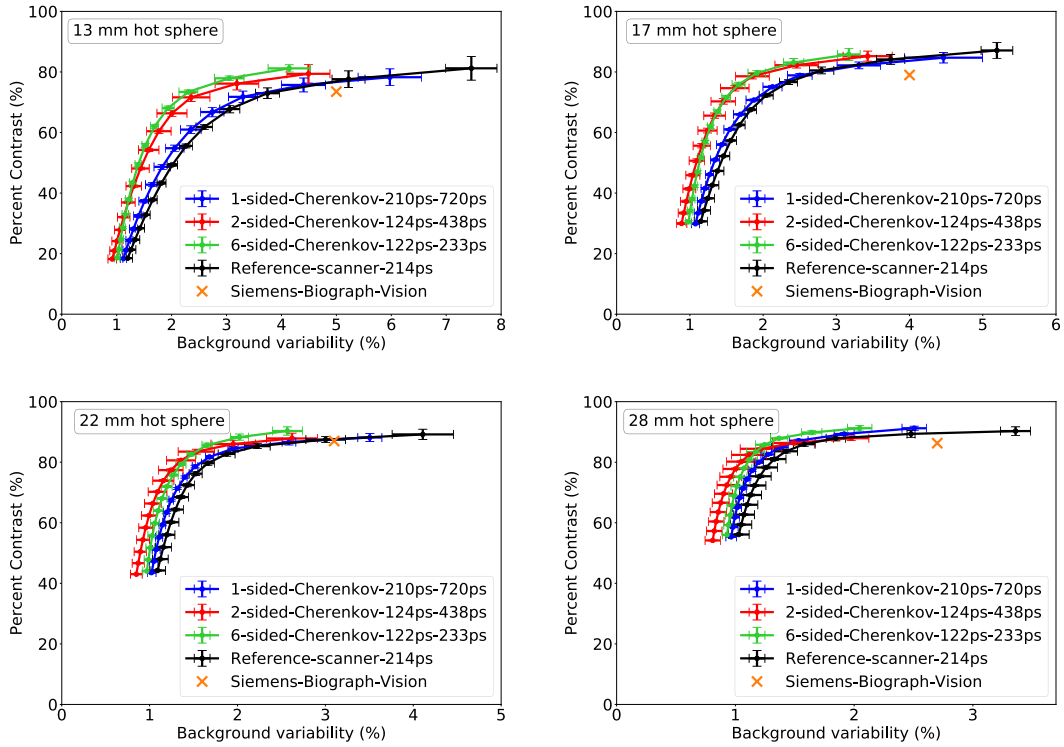 13 mm hot sphere
100
80
60
40
20
0
Percent Contrast (%)
1-sided-Cherenkov-210ps-720ps
2-sided-Cherenkov-124ps-438ps
6-sided-Cherenkov-122ps-233ps
Reference-scanner-214ps
Siemens-Biograph-Vision
0 1 2 3 4 5 6 7 8
Background variability (%)
17 mm hot sphere
100
80
60
40
20
0
Percent Contrast (%)
1-sided-Cherenkov-210ps-720ps
2-sided-Cherenkov-124ps-438ps
6-sided-Cherenkov-122ps-233ps
Reference-scanner-214ps
Siemens-Biograph-Vision
0 1 2 3 4 5 6
Background variability (%)
22 mm hot sphere
100
80
60
40
20
0
Percent Contrast (%)
1-sided-Cherenkov-210ps-720ps
2-sided-Cherenkov-124ps-438ps
6-sided-Cherenkov-122ps-233ps
Reference-scanner-214ps
Siemens-Biograph-Vision
0 1 2 3 4 5
Background variability (%)
28 mm hot sphere
100
80
60
40
20
0
Percent Contrast (%)
1-sided-Cherenkov-210ps-720ps
2-sided-Cherenkov-124ps-438ps
6-sided-Cherenkov-122ps-233ps
Reference-scanner-214ps
Siemens-Biograph-Vision
0 1 2 3
Background variability (%)